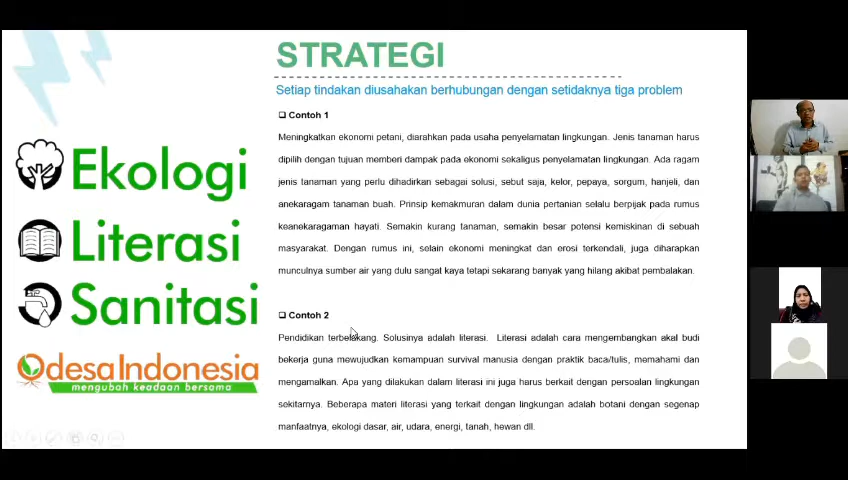 STRATEGI
Setiap tindakan diusahakan berhubungan dengan setidaknya tiga problem
❑ Contoh 1
Meningkatkan ekonomi petani, diarahkan pada usaha penyelamatan lingkungan. Jenis tanaman harus
dipilih dengan tujuan memberi dampak pada ekonomi sekaligus penyelamatan lingkungan. Ada ragam
jenis tanaman yang perlu dihadirkan sebagai solusi, sebut saja, kelor, pepaya, sorgum, hanjeli, dan
anekaragam tanaman buah. Prinsip kemakmuran dalam dunia pertanian selalu berpijak pada rumus
keanekaragaman hayati. Semakin kurang tanaman, semakin besar potensi kemiskinan di sebuah
masyarakat. Dengan rumus ini, selain ekonomi meningkat dan erosi terkendali, juga diharapkan
munculnya sumber air yang dulu sangat kaya tetapi sekarang banyak yang hilang akibat pembalakan.
❑ Contoh 2
Pendidikan terbelakang. Solusinya adalah literasi. Literasi adalah cara mengembangkan akal budi
bekerja guna mewujudkan kemampuan survival manusia dengan praktik baca/tulis, memahami dan
mengamalkan. Apa yang dilakukan dalam literasi ini juga harus berkait dengan persoalan lingkungan
sekitarnya. Beberapa materi literasi yang terkait dengan lingkungan adalah botani dengan segenap
manfaatnya, ekologi dasar, air, udara, energi, tanah, hewan dll.
Ekologi
Literasi
Sanitasi
Odesa Indonesia
mengubah keadaan bersama